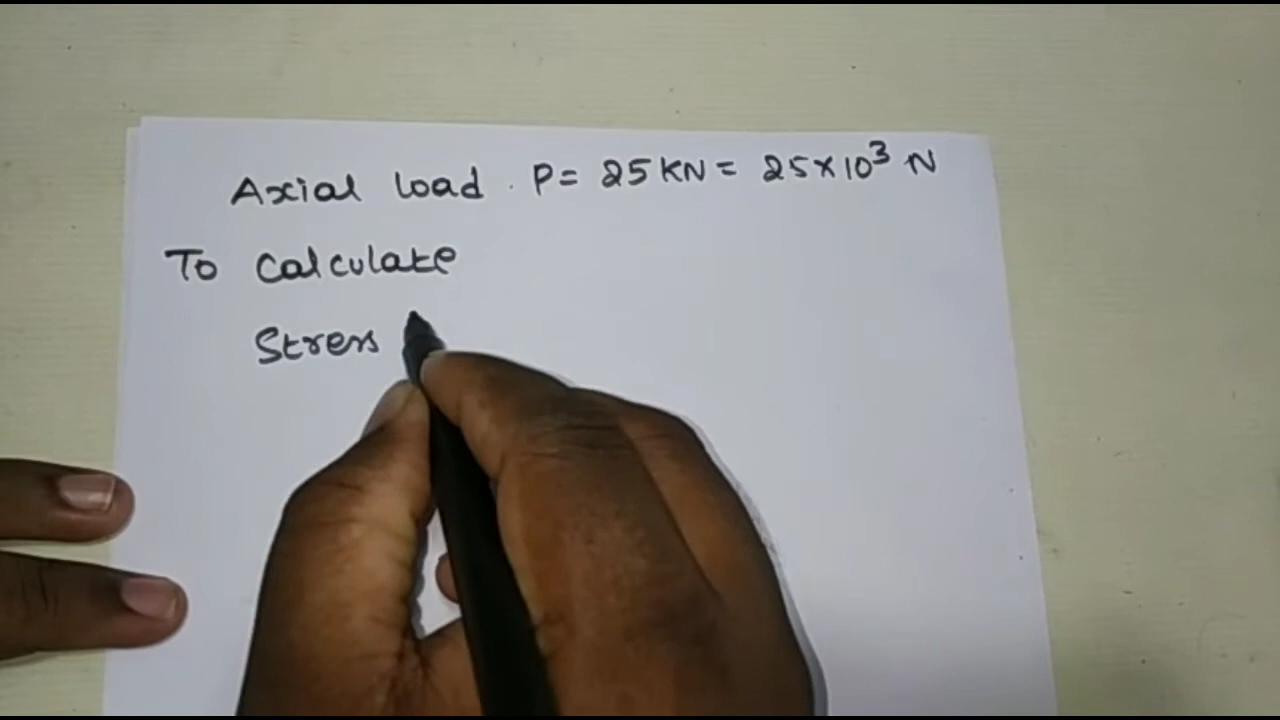 Axial load. P= 25 KN = 25×10³ N
To Calculate
Stress